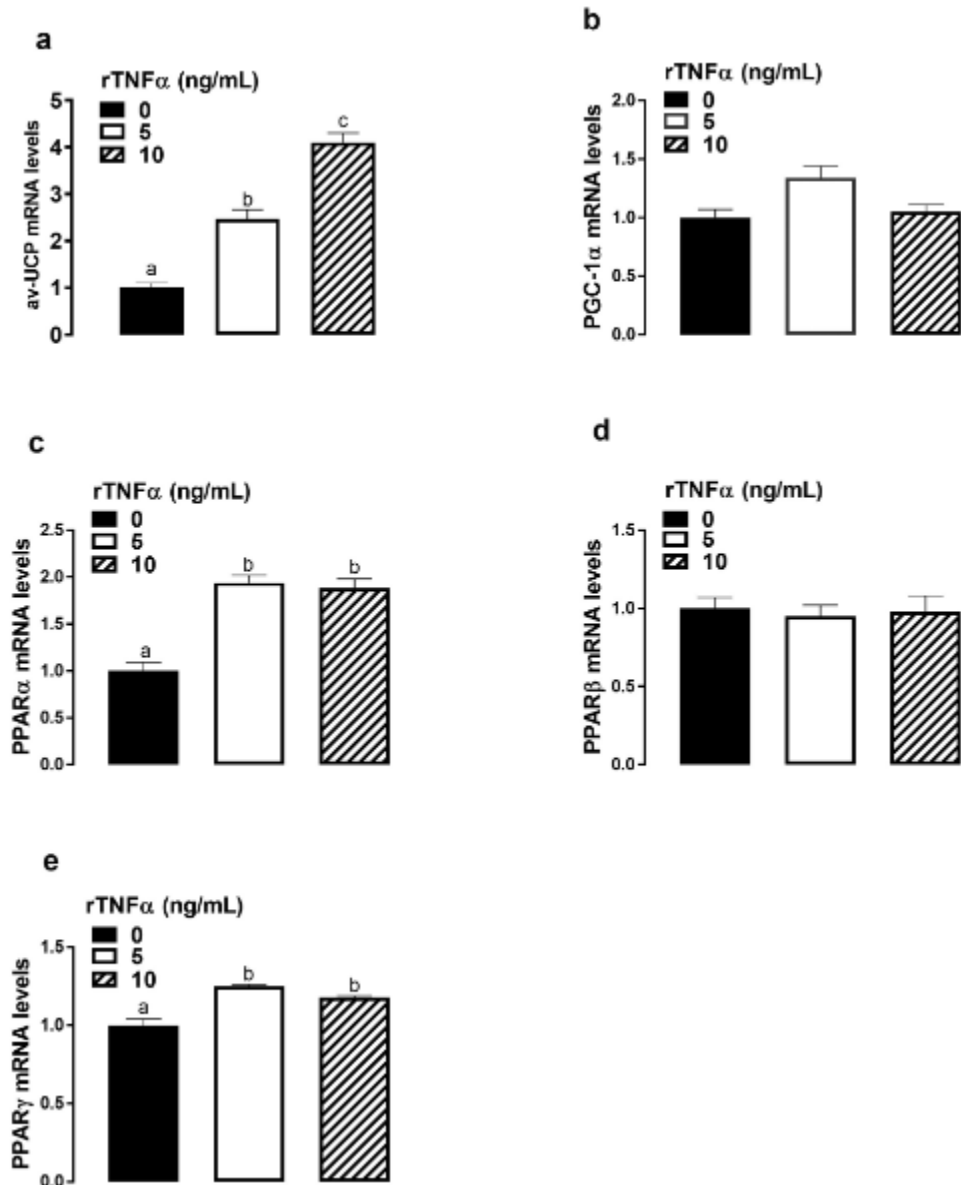 a
rTNFα (ng/mL)
0
5
10
av-UCP mRNA levels
5
4
3
2
1
0
a
b
c
b
rTNFα (ng/mL)
0
5
10
PGC-1α mRNA levels
2.0
1.5
1.0
0.5
0.0
c
rTNFα (ng/mL)
0
5
10
PPARα mRNA levels
2.5
2.0
1.5
1.0
0.5
0.0
a
b
b
d
rTNFα (ng/mL)
0
5
10
PPARβ mRNA levels
1.5
1.0
0.5
0.0
e
rTNFα (ng/mL)
0
5
10
PPARγ mRNA levels
1.5
1.0
0.5
0.0
a
b
b